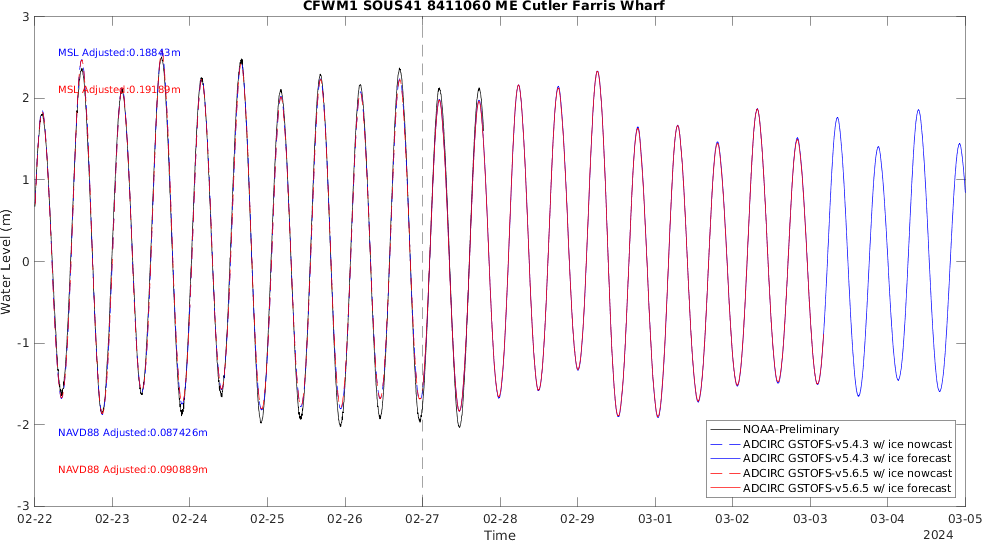 CFWM1 SOUS41 8411060 ME Cutler Farris Wharf
3
MSL Adjusted:0.18843m
MSL Adjusted:0.19189m
2
1
0
-1
-2
-3
Water Level (m)
NAVD88 Adjusted:0.087426m
NAVD88 Adjusted:0.090889m
NOAA-Preliminary
ADCIRC GSTOFS-v5.4.3 w/ ice nowcast
ADCIRC GSTOFS-v5.4.3 w/ ice forecast
ADCIRC GSTOFS-v5.6.5 w/ ice nowcast
ADCIRC GSTOFS-v5.6.5 w/ ice forecast
02-22 02-23 02-24 02-25 02-26 02-27 02-28 02-29 03-01 03-02 03-03 03-04 03-05
Time
2024